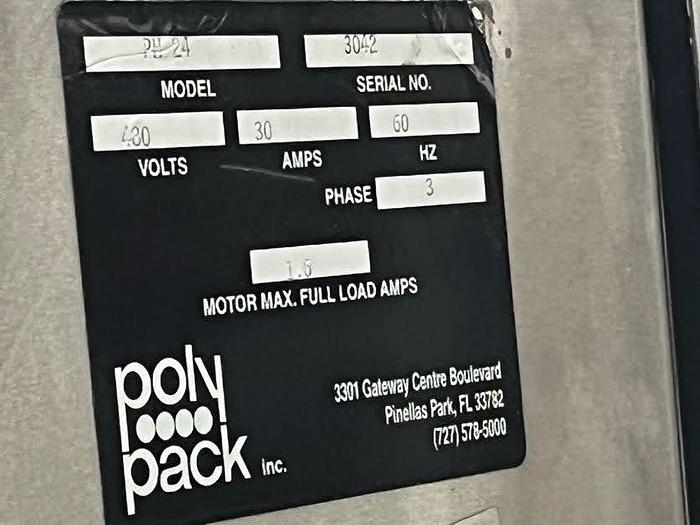 PH 24 3042
MODEL SERIAL NO.
480 30 60
VOLTS AMPS HZ
PHASE 3
1.6
MOTOR MAX. FULL LOAD AMPS
poly
pack Inc.
3301 Gateway Centre Boulevard
Pinellas Park, FL 33782
(727) 578-5000